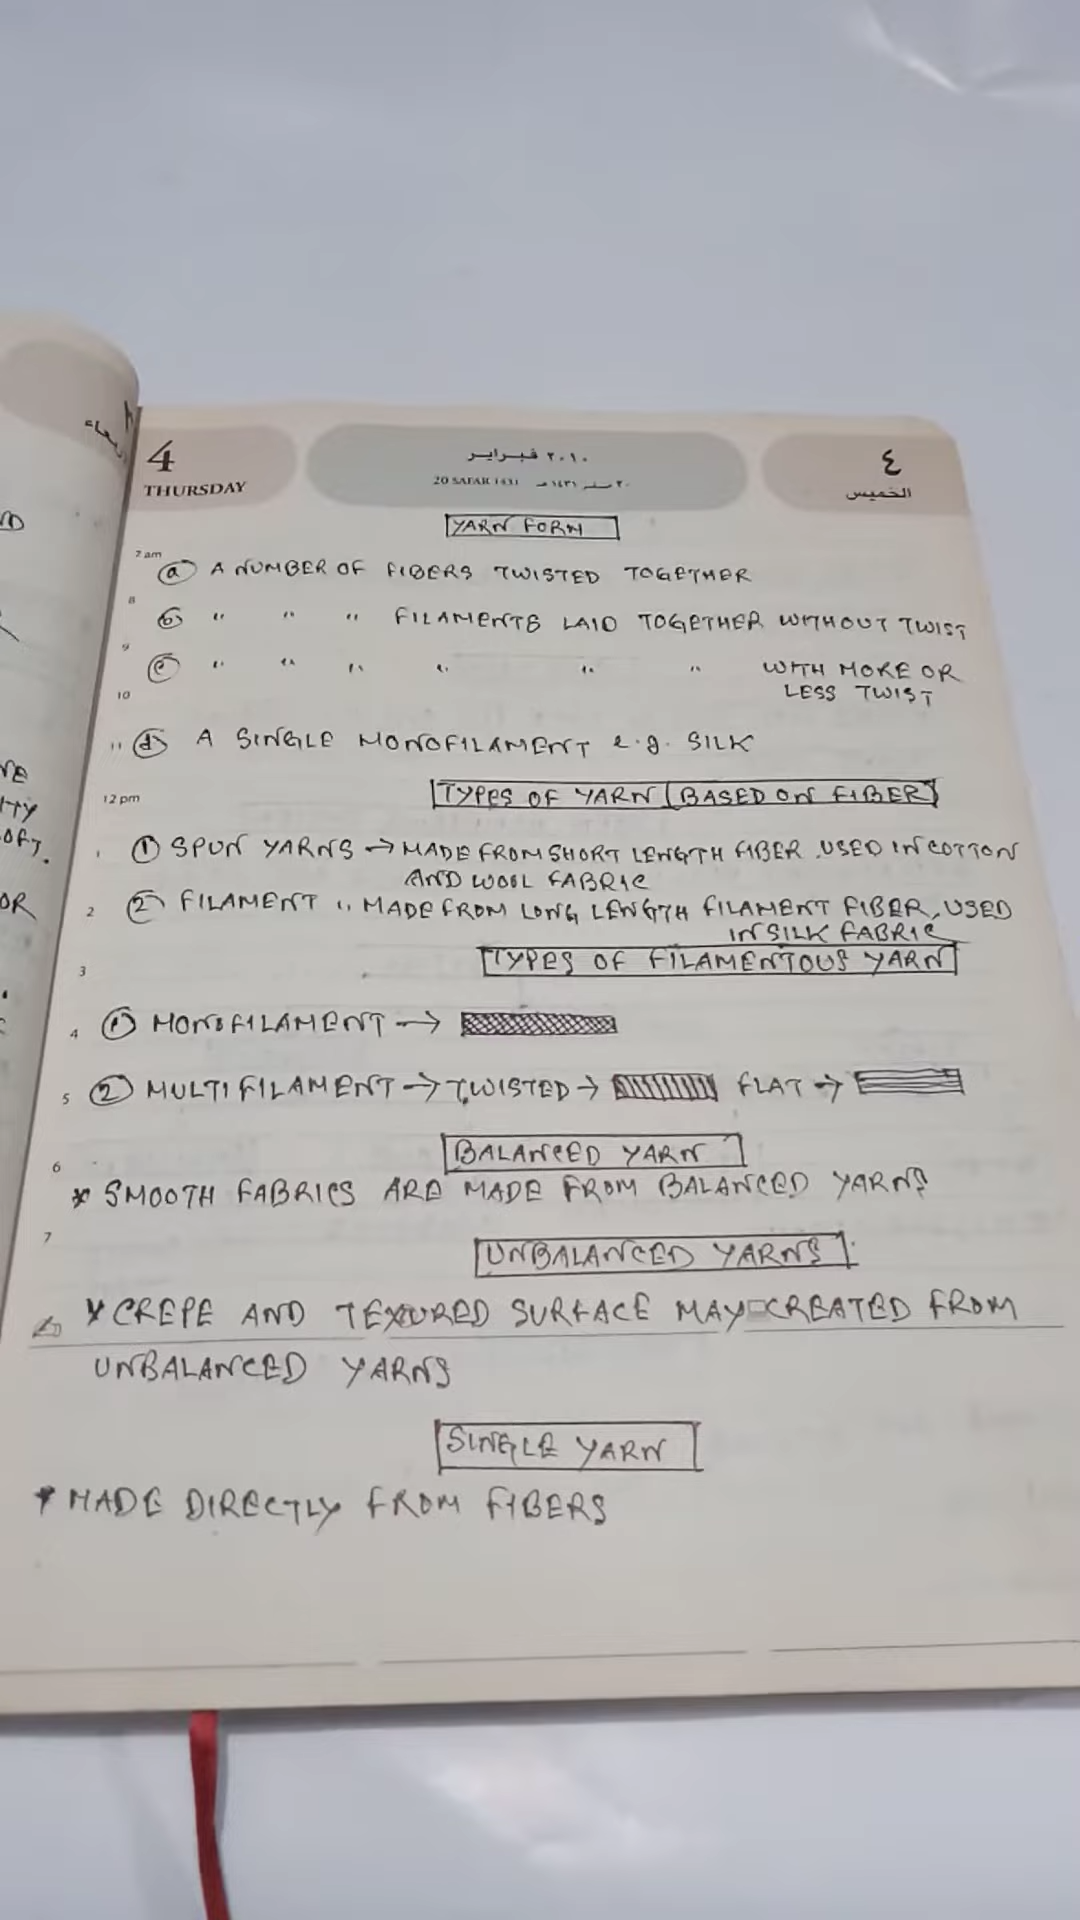 4
THURSDAY
فبراير ٢٠١٠
20 SAFAR 1431 ٢٠ صفر ١٤٣١هـ
٤
الخميس
YARN FORM
7 am
(a) A NUMBER OF FIBERS TWISTED TOGETHER
8
(b) " " " FILAMENTS LAID TOGETHER WITHOUT TWIST
9
(c) " " " " " " WITH MORE OR
10
LESS TWIST
11 (d) A SINGLE MONOFILAMENT e.g. SILK
12 pm
TYPES OF YARN (BASED ON FIBER)
1 (1) SPUN YARNS → MADE FROM SHORT LENGTH FIBER. USED IN COTTON
AND WOOL FABRIC
2 (2) FILAMENT " MADE FROM LONG LENGTH FILAMENT FIBER, USED
IN SILK FABRIC
3
TYPES OF FILAMENTOUS YARN
4 (1) MONOFILAMENT →
5 (2) MULTIFILAMENT → TWISTED → FLAT →
BALANCED YARN
6
* SMOOTH FABRICS ARE MADE FROM BALANCED YARNS
7
UNBALANCED YARNS
* CREPE AND TEXURED SURFACE MAY CREATED FROM
UNBALANCED YARNS
SINGLE YARN
* MADE DIRECTLY FROM FIBERS